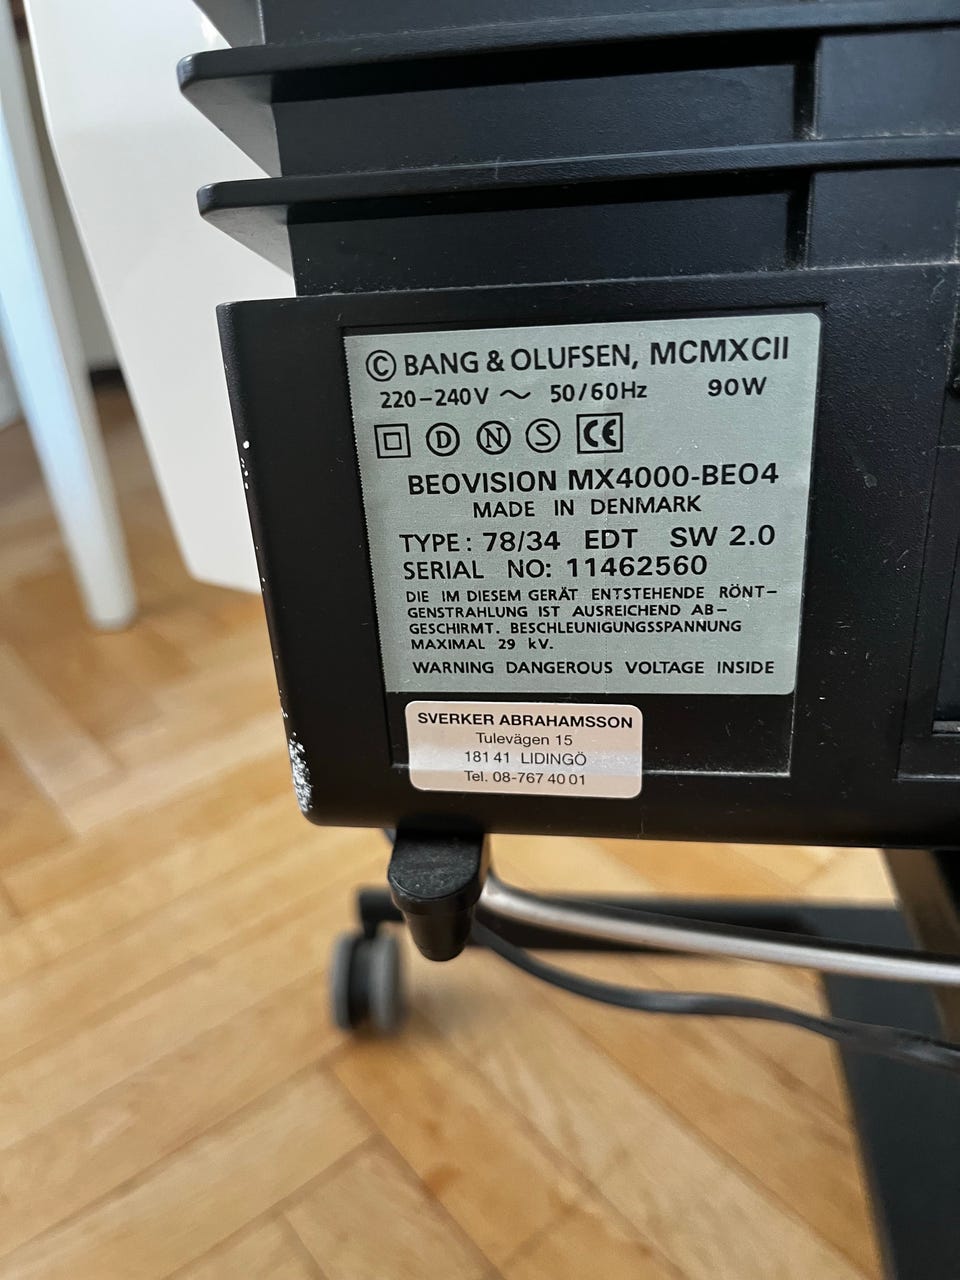 © BANG & OLUFSEN, MCMXCII
220-240V ~ 50/60Hz 90W
D N S CE
BEOVISION MX4000-BEO4
MADE IN DENMARK
TYPE: 78/34 EDT SW 2.0
SERIAL NO: 11462560
DIE IM DIESEM GERÄT ENTSTEHENDE RÖNT-
GENSTRAHLUNG IST AUSREICHEND AB-
GESCHIRMT. BESCHLEUNIGUNGSSPANNUNG
MAXIMAL 29 kV.
WARNING DANGEROUS VOLTAGE INSIDE
SVERKER ABRAHAMSSON
Tulevägen 15
181 41 LIDINGÖ
Tel. 08-767 40 01